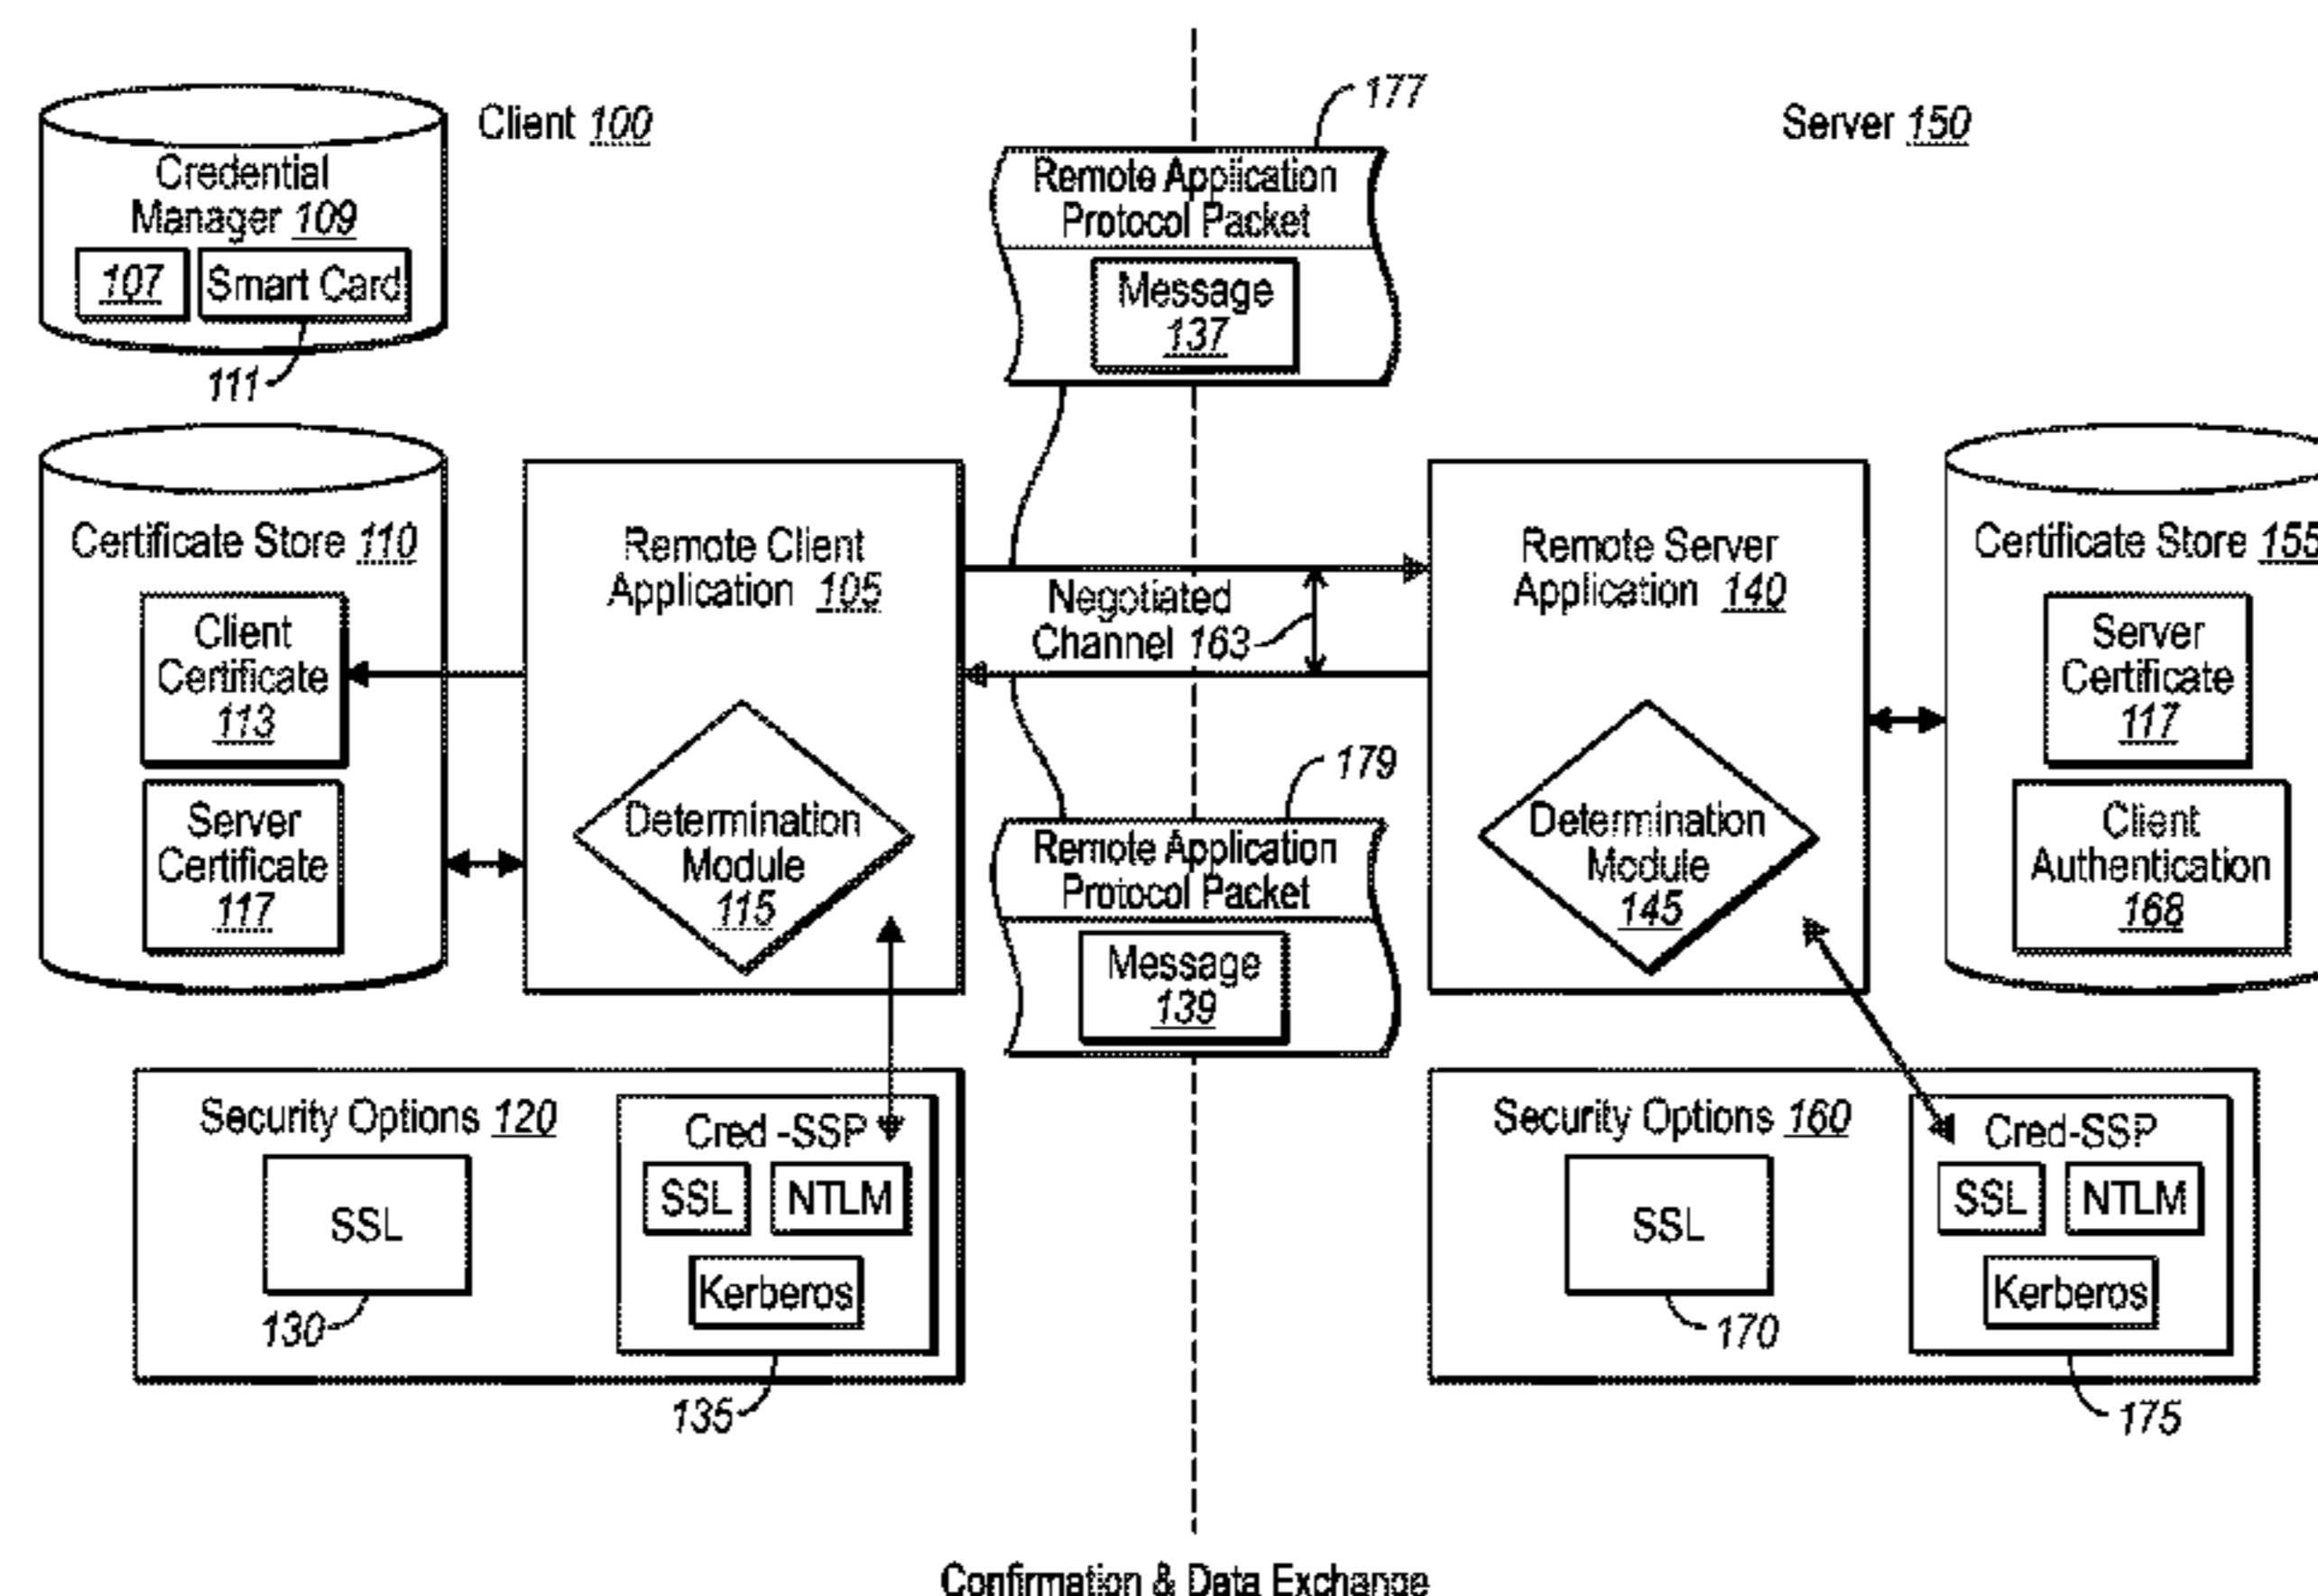 177
Client 100
Server 150
Credential
Manager 109
107
Smart Card
111
Remote Application
Protocol Packet
Message
137
Certificate Store 110
Client
Certificate
113
Server
Certificate
117
Remote Client
Application 105
Determination
Module
115
Negotiated
Channel 163
179
Remote Application
Protocol Packet
Message
139
Remote Server
Application 140
Determination
Module
145
Certificate Store 155
Server
Certificate
117
Client
Authentication
168
Security Options 120
SSL
130
Cred -SSP
SSL
NTLM
Kerberos
135
Security Options 160
SSL
170
Cred-SSP
SSL
NTLM
Kerberos
175
Confirmation & Data Exchange